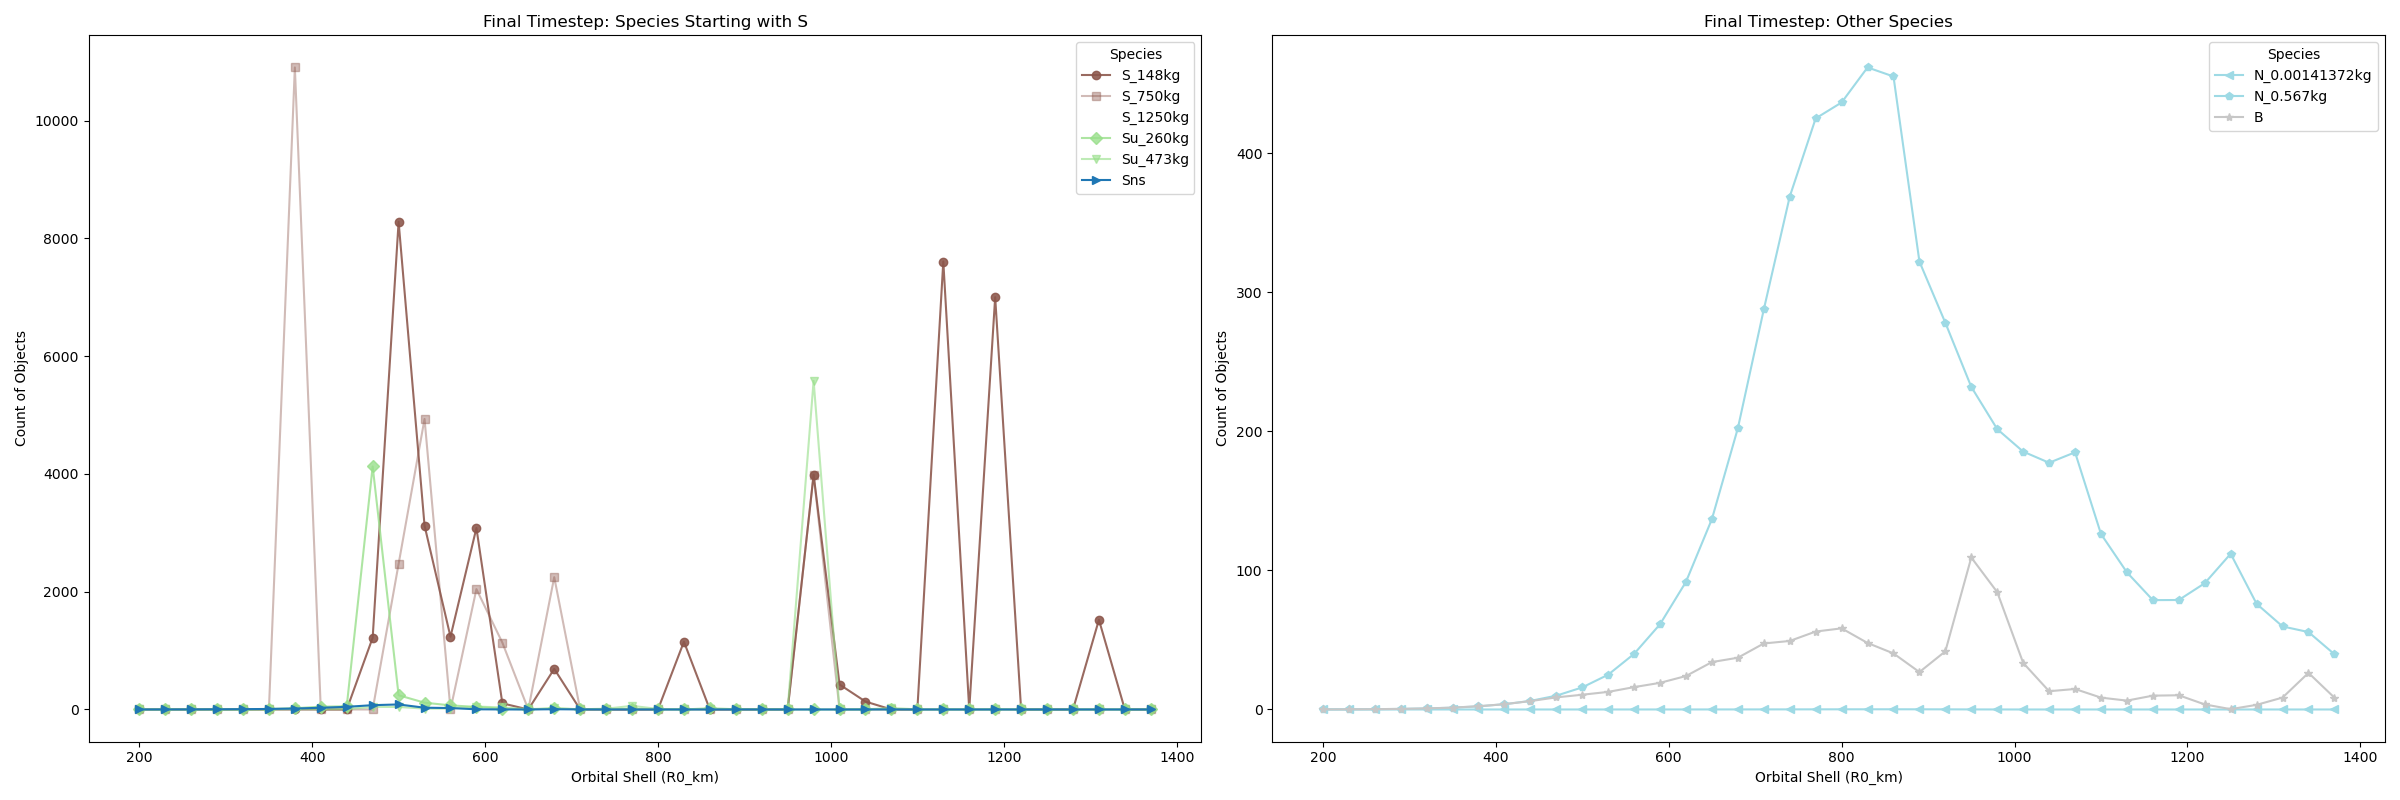 Final Timestep: Species Starting with S
Count of Objects
10000
8000
6000
4000
2000
0
200
400
600
800
1000
1200
1400
Orbital Shell (R0_km)
Species
S_148kg
S_750kg
S_1250kg
Su_260kg
Su_473kg
Sns
Final Timestep: Other Species
Count of Objects
400
300
200
100
0
200
400
600
800
1000
1200
1400
Orbital Shell (R0_km)
Species
N_0.00141372kg
N_0.567kg
B